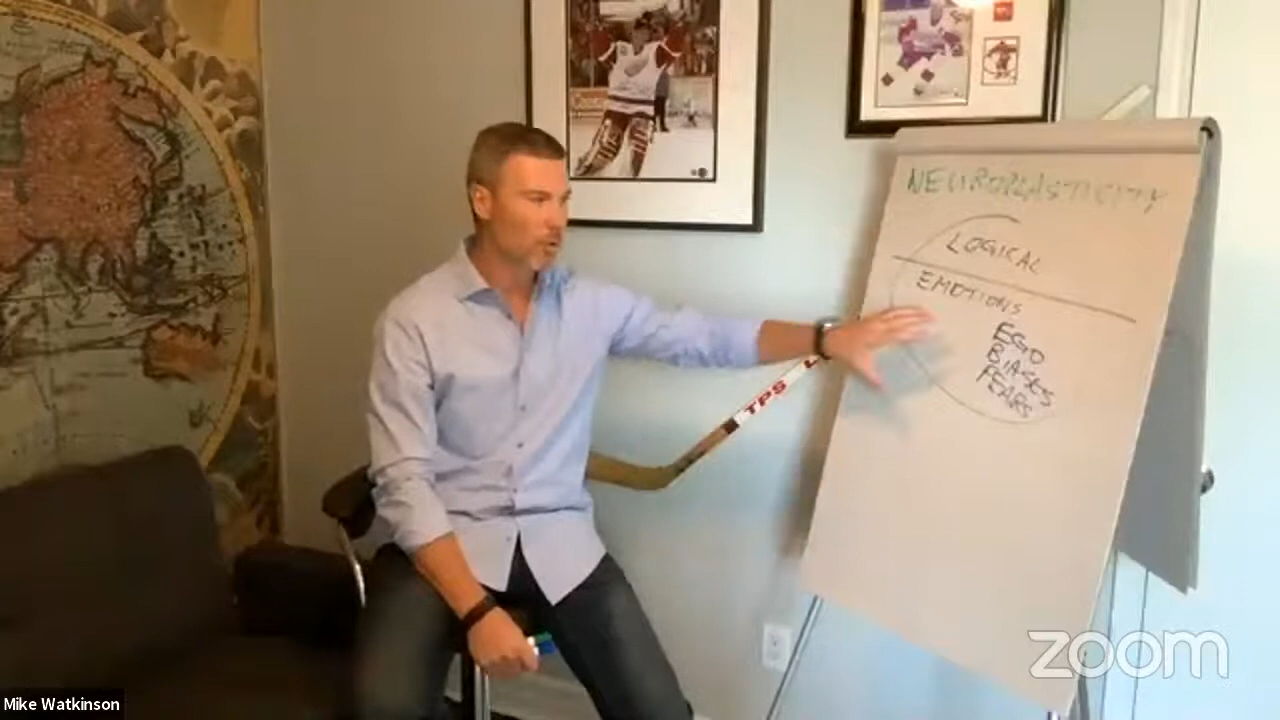 NEUROPLASTICITY
LOGICAL
EMOTIONS
EGO
BIASES
FEARS
TPS
zoom
Mike Watkinson